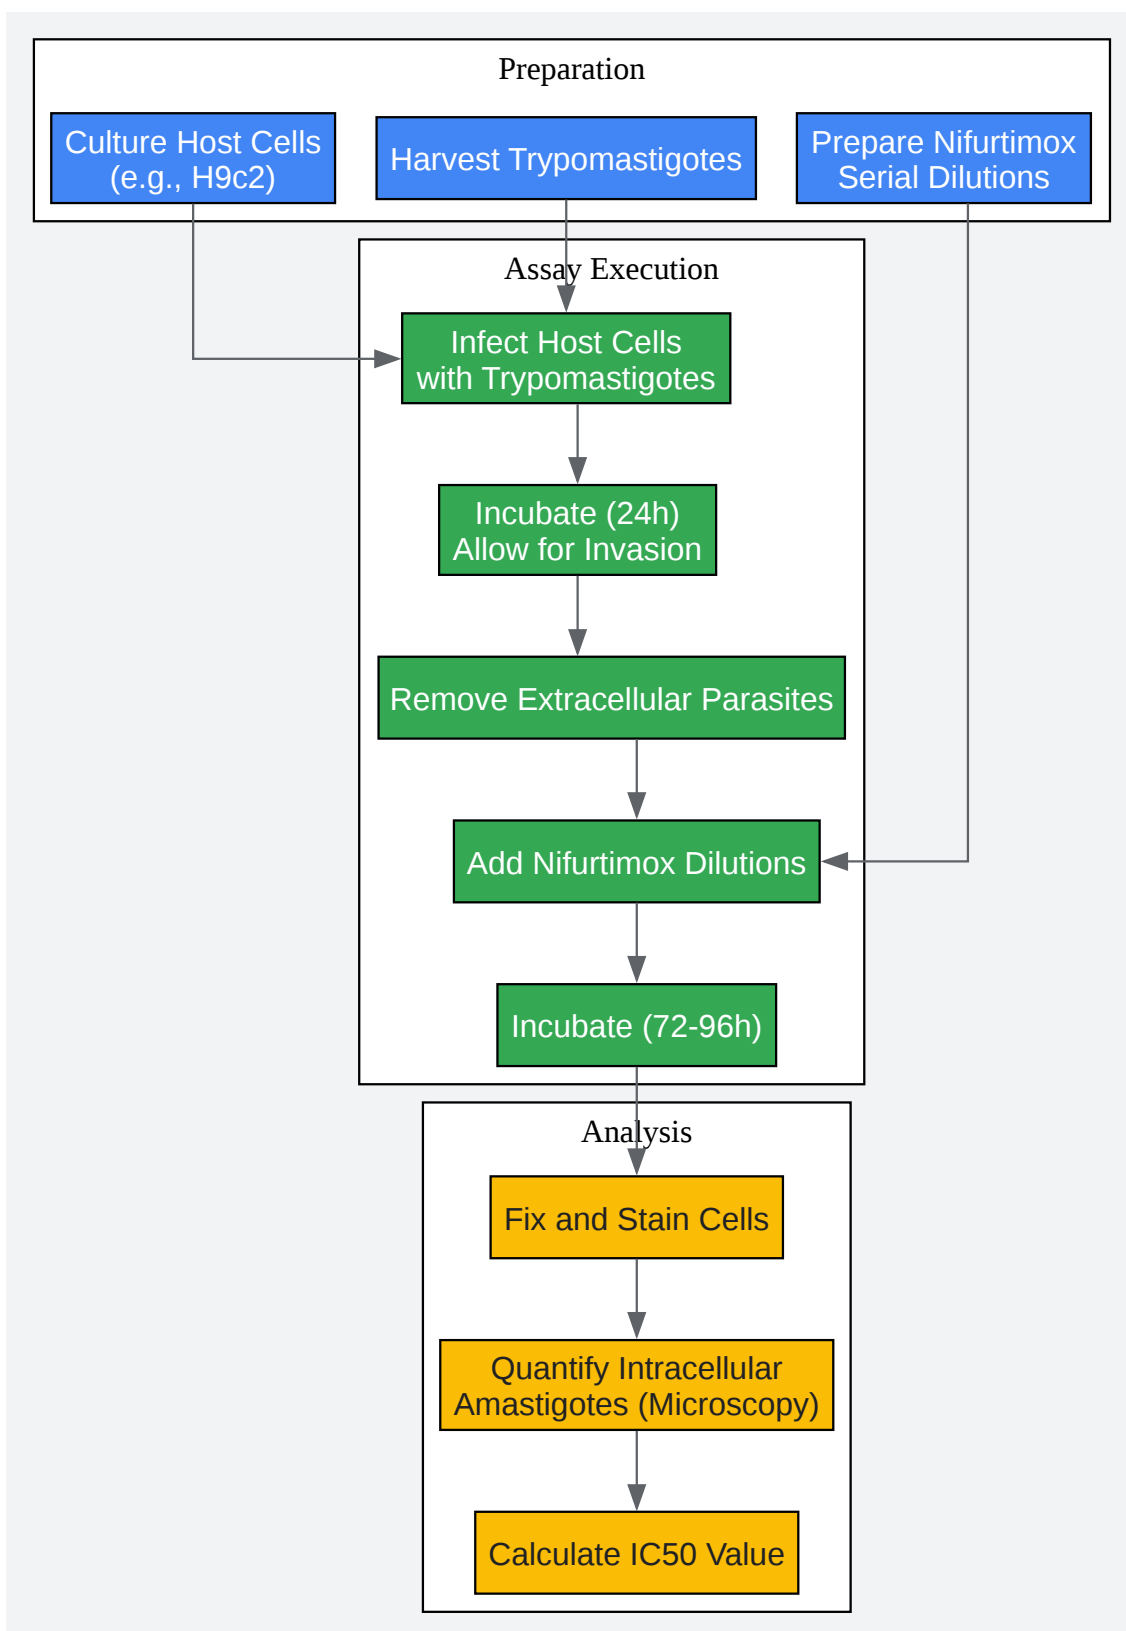 Preparation
Culture Host Cells
(e.g., H9c2)
Harvest Trypomastigotes
Prepare Nifurtimox
Serial Dilutions
Assay Execution
Infect Host Cells
with Trypomastigotes
Incubate (24h)
Allow for Invasion
Remove Extracellular Parasites
Add Nifurtimox Dilutions
Incubate (72-96h)
Analysis
Fix and Stain Cells
Quantify Intracellular
Amastigotes (Microscopy)
Calculate IC50 Value